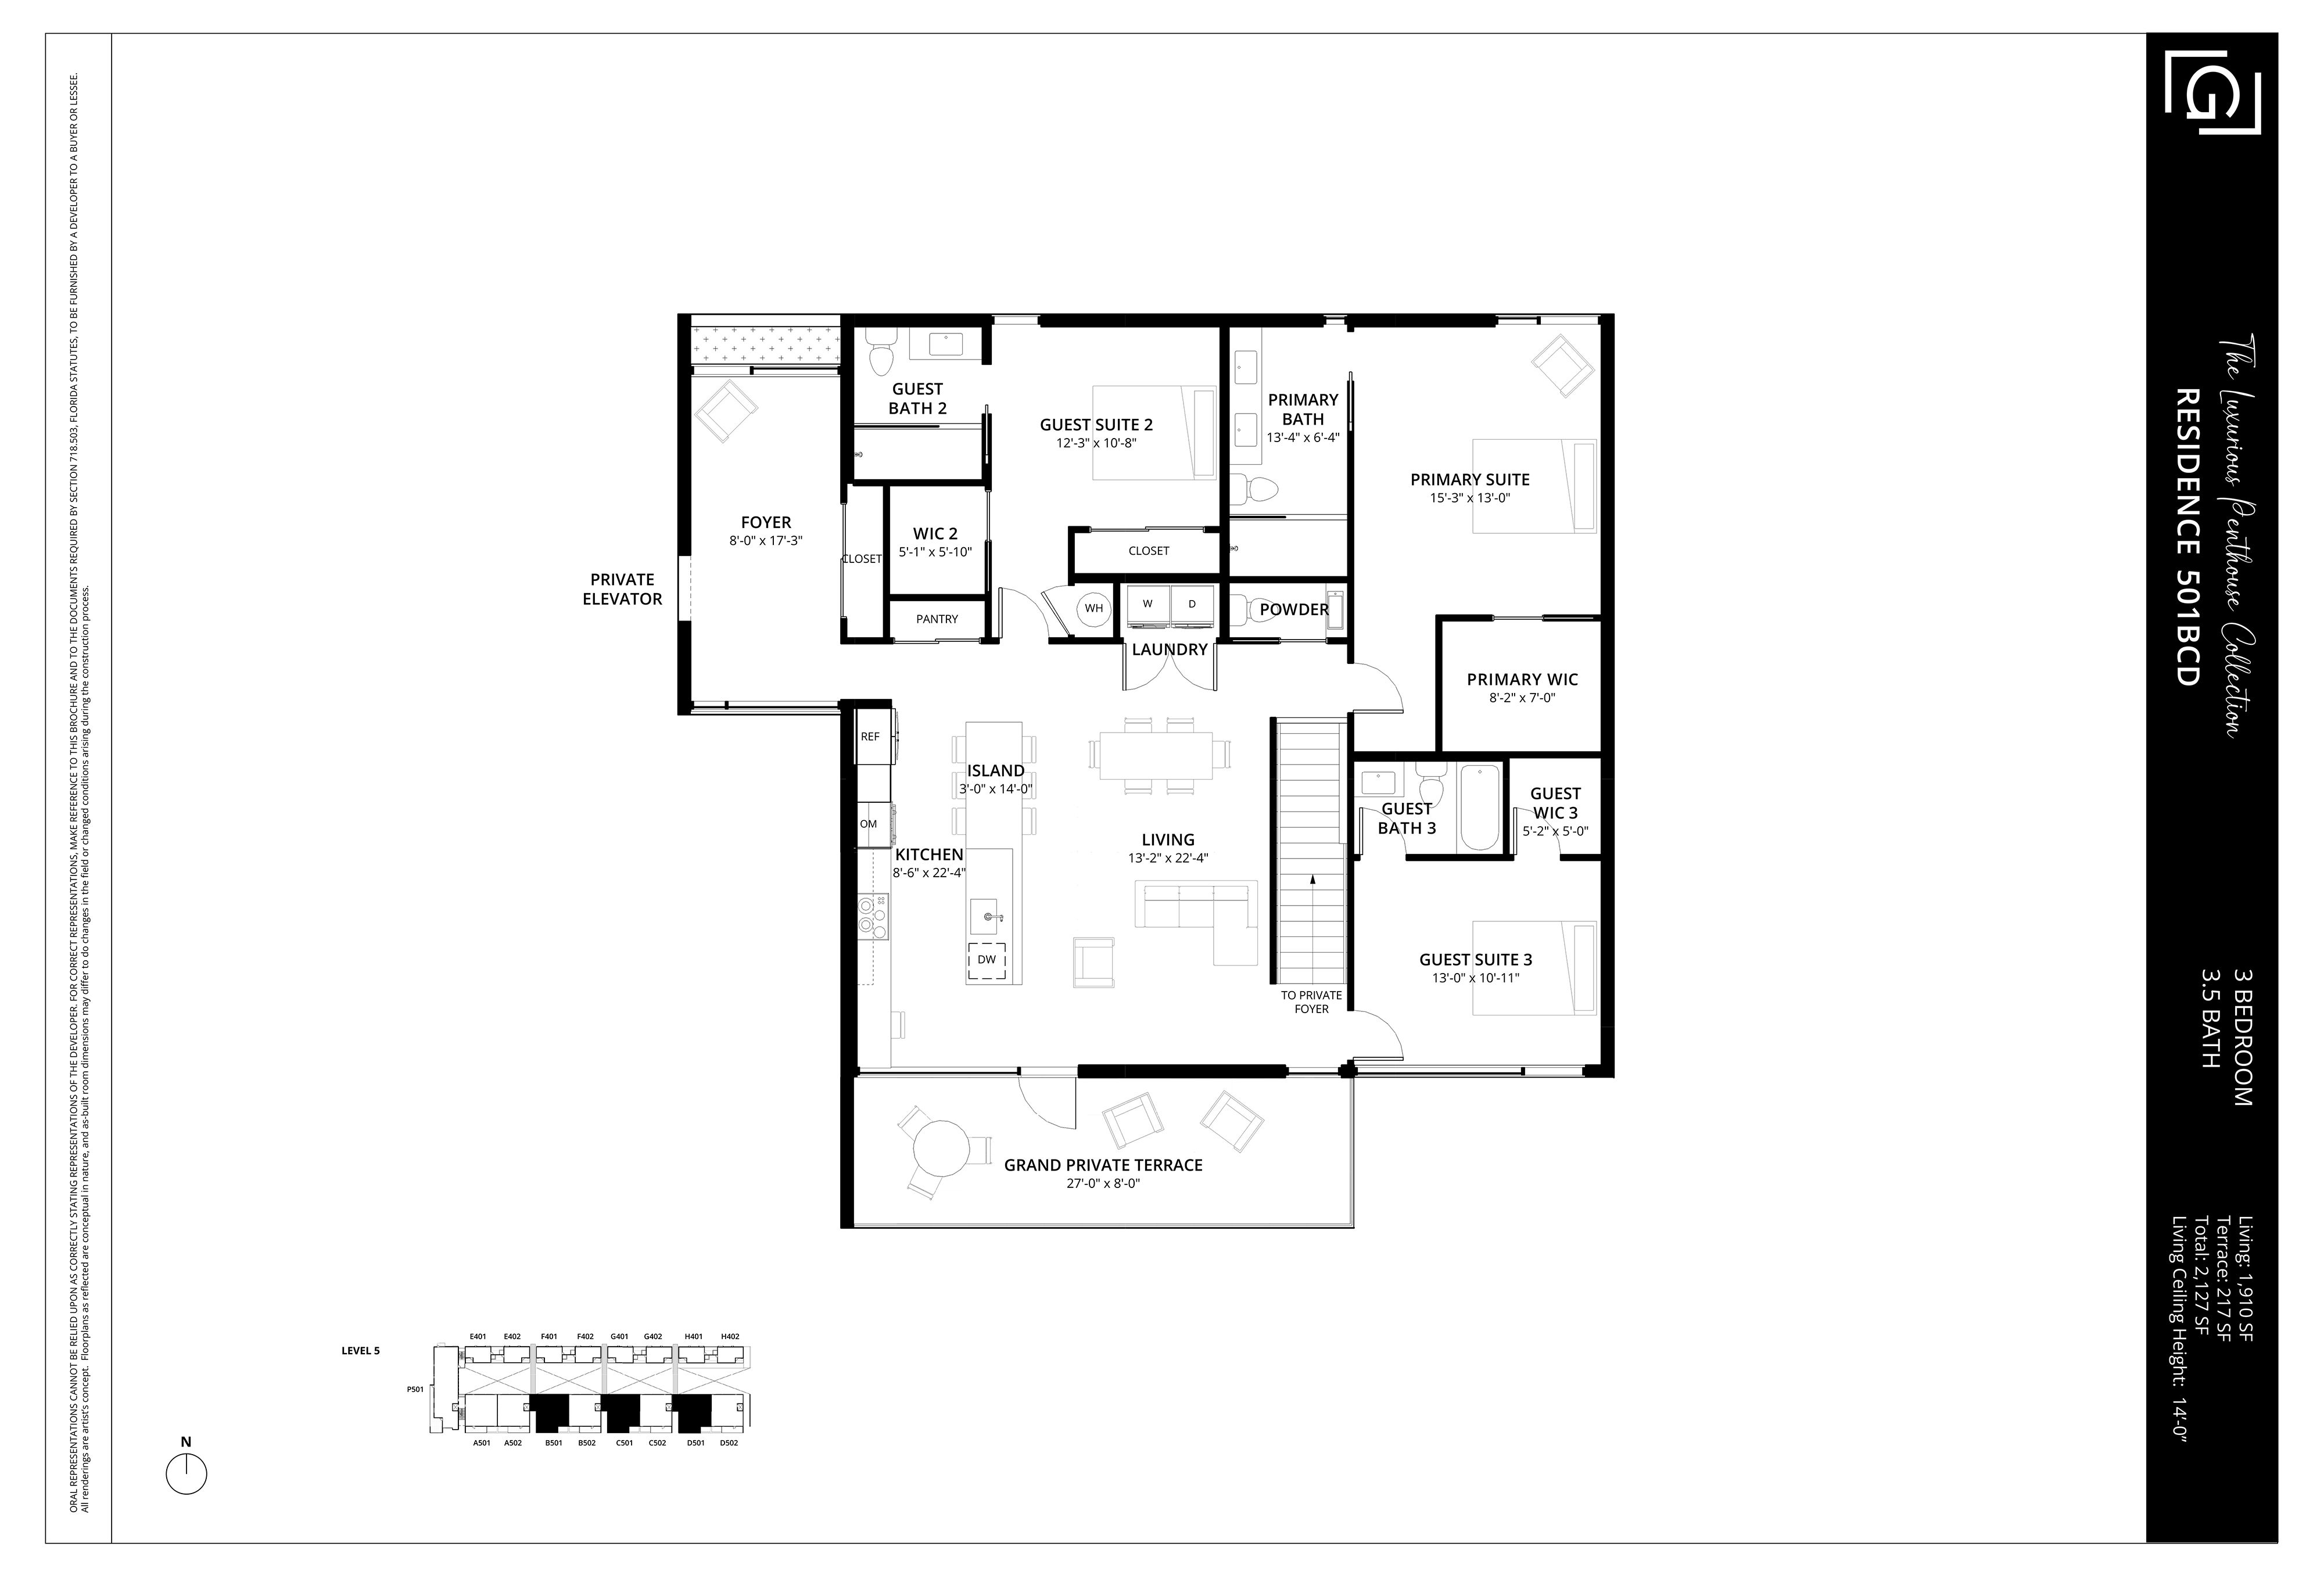 ORAL REPRESENTATIONS CANNOT BE RELIED UPON AS CORRECTLY STATING REPRESENTATIONS OF THE DEVELOPER. FOR CORRECT REPRESENTATIONS, MAKE REFERENCE TO THIS BROCHURE AND TO THE DOCUMENTS REQUIRED BY SECTION 718.503, FLORIDA STATUTES, TO BE FURNISHED BY A DEVELOPER TO A BUYER OR LESSEE.
All renderings are artist's concept. Floorplans as reflected are conceptual in nature, and as-built room dimensions may differ to do changes in the field or changed conditions arising during the construction process.
GUEST
BATH 2
GUEST SUITE 2
12'-3" x 10'-8"
PRIMARY
BATH
13'-4" x 6'-4"
PRIMARY SUITE
15'-3" x 13'-0"
FOYER
8'-0" x 17'-3"
CLOSET
WIC 2
5'-1" x 5'-10"
CLOSET
PRIVATE
ELEVATOR
PANTRY
WH
W
D
POWDER
LAUNDRY
PRIMARY WIC
8'-2" x 7'-0"
REF
ISLAND
3'-0" x 14'-0"
OM
KITCHEN
8'-6" x 22'-4"
LIVING
13'-2" x 22'-4"
GUEST
BATH 3
GUEST
WIC 3
5'-2" x 5'-0"
DW
GUEST SUITE 3
13'-0" x 10'-11"
TO PRIVATE
FOYER
GRAND PRIVATE TERRACE
27'-0" x 8'-0"
LEVEL 5
E401 E402 F401 F402 G401 G402 H401 H402
P501
A501 A502 B501 B502 C501 C502 D501 D502
N
G
The Luxurious Penthouse Collection
RESIDENCE 501BCD
3 BEDROOM
3.5 BATH
Living: 1,910 SF
Terrace: 217 SF
Total: 2,127 SF
Living Ceiling Height: 14'-0"